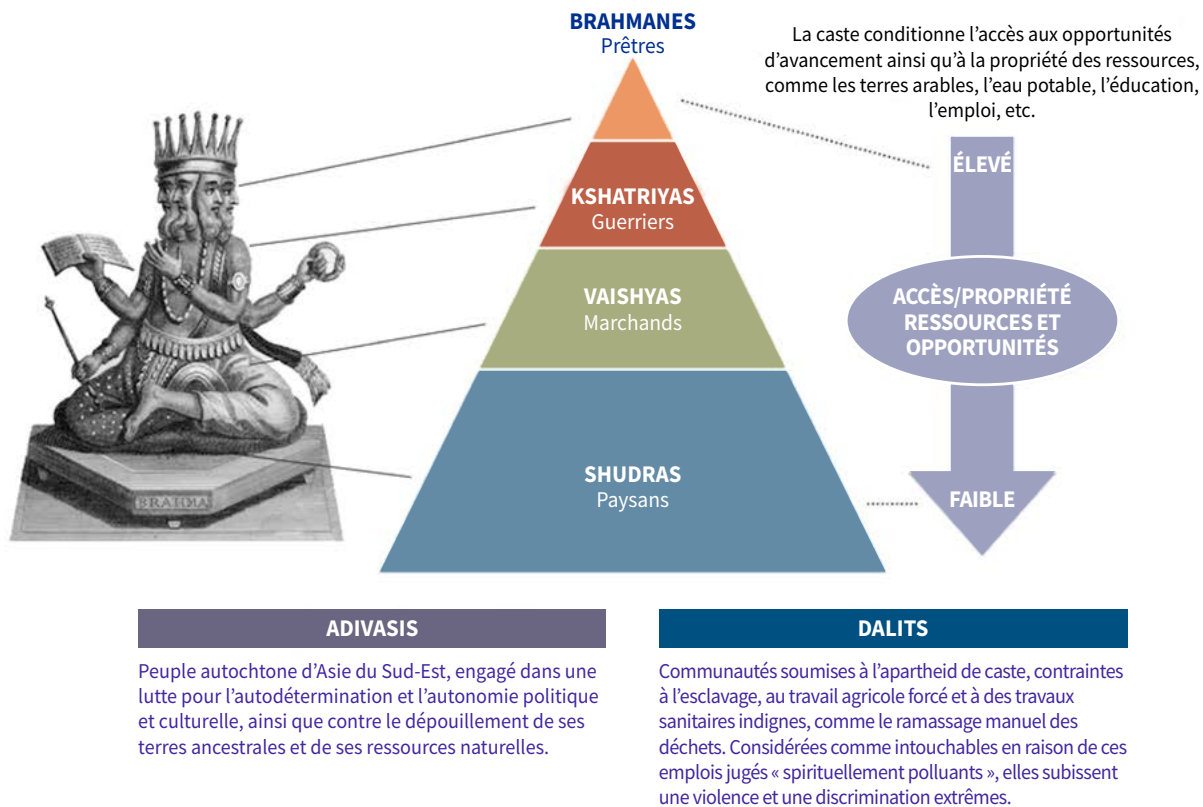 BRAHMANES
Prêtres
La caste conditionne l’accès aux opportunités
d’avancement ainsi qu’à la propriété des ressources,
comme les terres arables, l’eau potable, l’éducation,
l’emploi, etc.
ÉLEVÉ
KSHATRIYAS
Guerriers
VAISHYAS
Marchands
ACCÈS/PROPRIÉTÉ
RESSOURCES ET
OPPORTUNITÉS
SHUDRAS
Paysans
FAIBLE
BRAHMA
ADIVASIS
Peuple autochtone d’Asie du Sud-Est, engagé dans une
lutte pour l’autodétermination et l’autonomie politique
et culturelle, ainsi que contre le dépouillement de ses
terres ancestrales et de ses ressources naturelles.
DALITS
Communautés soumises à l’apartheid de caste, contraintes
à l’esclavage, au travail agricole forcé et à des travaux
sanitaires indignes, comme le ramassage manuel des
déchets. Considérées comme intouchables en raison de ces
emplois jugés « spirituellement polluants », elles subissent
une violence et une discrimination extrêmes.